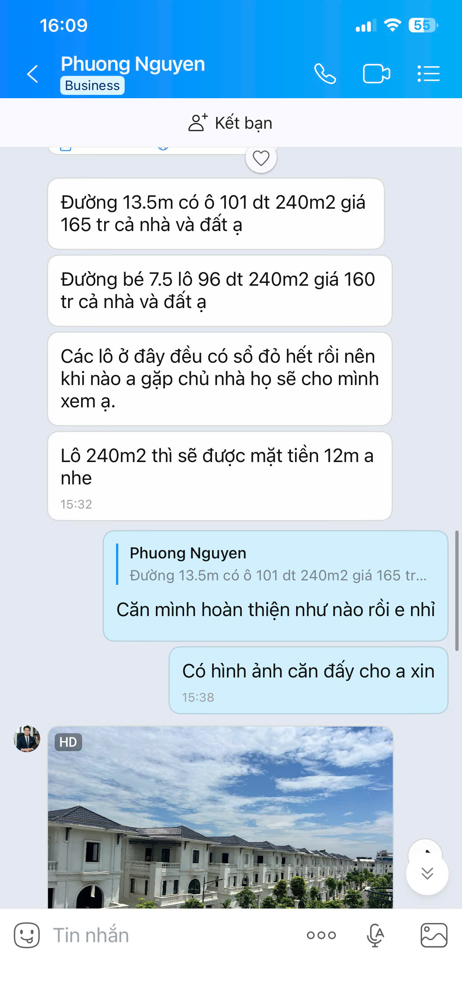 16:09
55
Phuong Nguyen
Business
Kết bạn
Đường 13.5m có ô 101 dt 240m2 giá
165 tr cả nhà và đất ạ
Đường bé 7.5 lô 96 dt 240m2 giá 160
tr cả nhà và đất ạ
Các lô ở đây đều có sổ đỏ hết rồi nên
khi nào a gặp chủ nhà họ sẽ cho mình
xem ạ.
Lô 240m2 thì sẽ được mặt tiền 12m a
nhe
15:32
Phuong Nguyen
Đường 13.5m có ô 101 dt 240m2 giá 165 tr...
Căn mình hoàn thiện như nào rồi e nhỉ
Có hình ảnh căn đấy cho a xin
15:38
HD
Tin nhắn